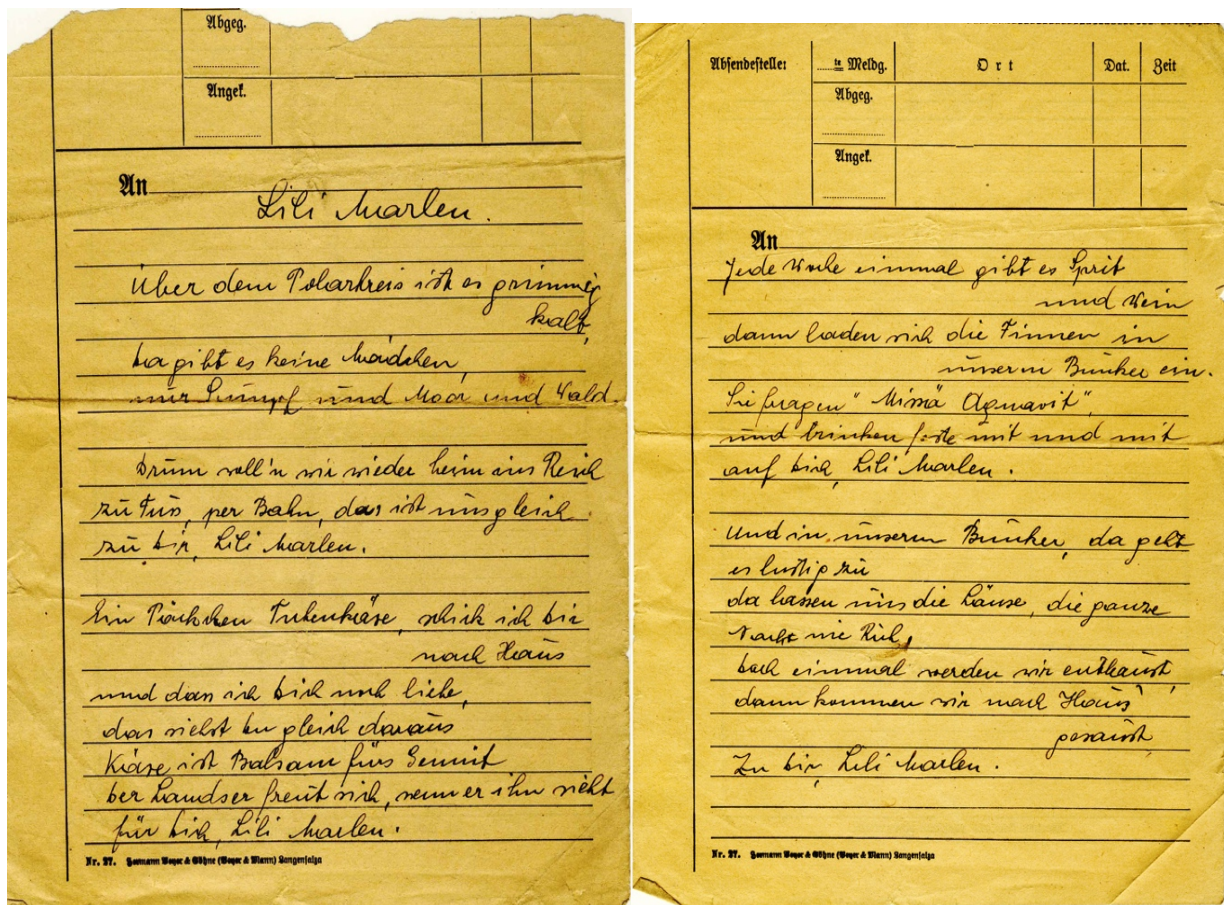 Abgeg.
Angek.
An
Lili Marlen.
Über dem Polarkreis ist es grimmig
kalt,
da gibt es keine Mädchen,
nur Sumpf und Moor und Wald.
Drum woll'n wir wieder heim ins Reich
zu Fus, per Bahn, das ist uns gleich
zu dir, Lili Marlen.
Ein Päckchen Tubenkäse, schick ich dir
nach Haus
und das ich dich noch liebe,
das siehst du gleich daraus
Käse ist Balsam fürs Gemüt
der Landser freut sich, wenn er ihn sieht
für dich, Lili Marlen.
Nr. 27. Hermann Beyer & Söhne (Beyer & Mann) Langensalza
Absendestelle: te Meldg. Ort Dat. Zeit
Abgeg.
Angek.
An
Jede Woche einmal gibt es Sprit
und Wein
dann laden sich die Finnen in
unserm Bunker ein.
Sie fragen "Missä Aquavit",
und trinken feste mit und mit
auf dich, Lili Marlen.
Und in unserm Bunker, da geht
es lustig zu
da lassen uns die Läuse, die ganze
Nacht nie Ruh,
doch einmal werden wir entlaust,
dann kommen wir nach Haus
gesaust,
Zu dir, Lili Marlen.
Nr. 27. Hermann Beyer & Söhne (Beyer & Mann) Langensalza